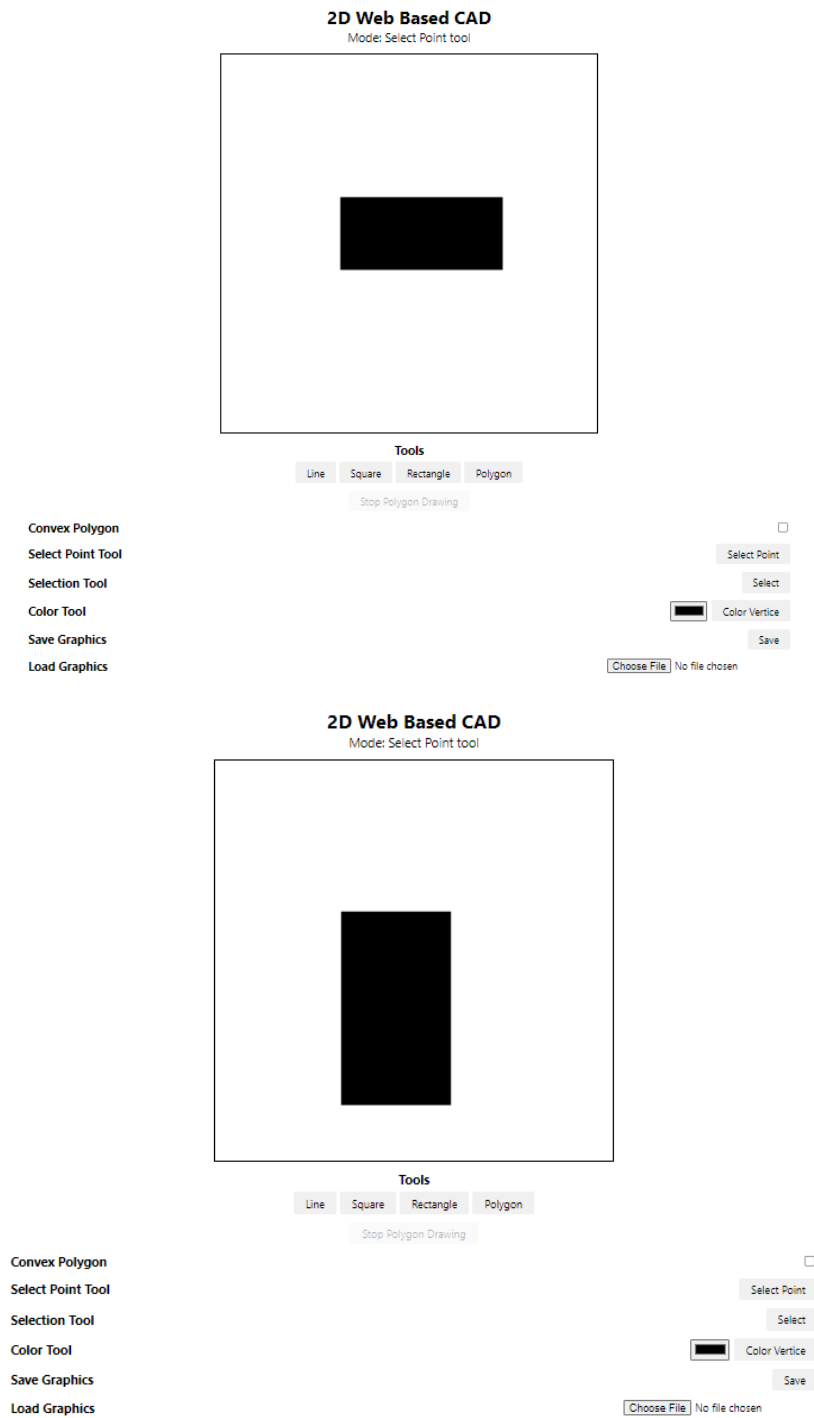 2D Web Based CAD
Mode: Select Point tool
Tools
Line Square Rectangle Polygon
Stop Polygon Drawing
Convex Polygon
Select Point Tool Select Point
Selection Tool Select
Color Tool Color Vertice
Save Graphics Save
Load Graphics Choose File No file chosen
2D Web Based CAD
Mode: Select Point tool
Tools
Line Square Rectangle Polygon
Stop Polygon Drawing
Convex Polygon
Select Point Tool Select Point
Selection Tool Select
Color Tool Color Vertice
Save Graphics Save
Load Graphics Choose File No file chosen